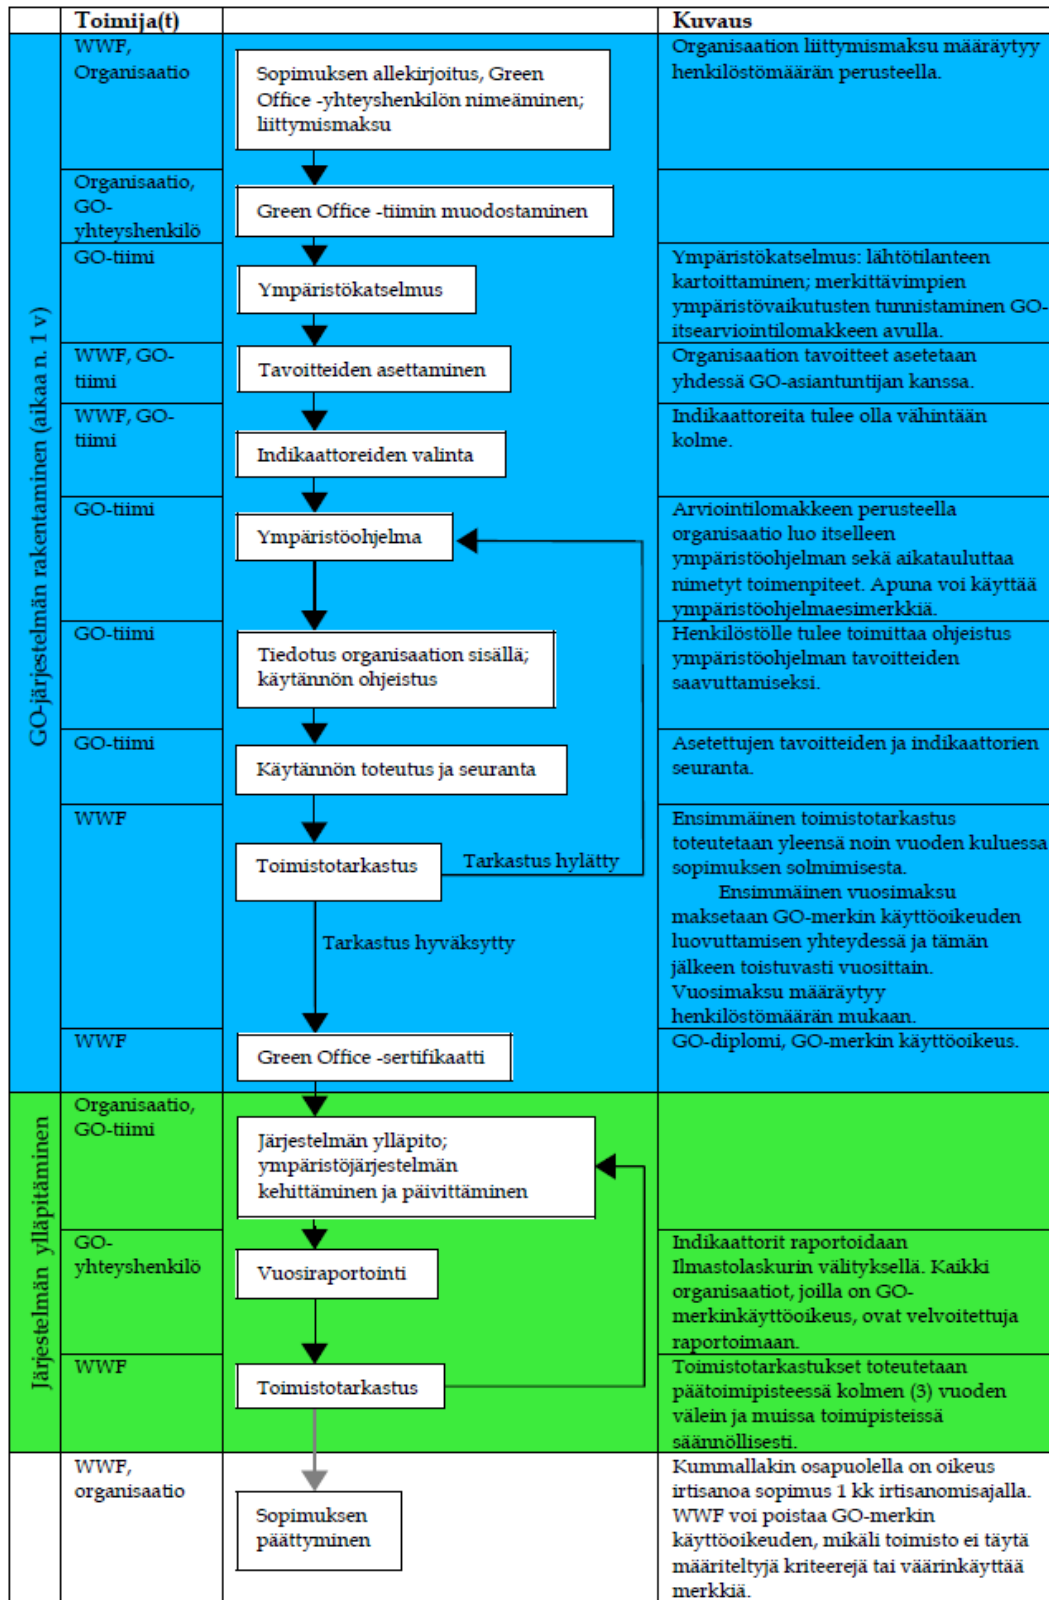 Toimija(t)
Kuvaus
GO-järjestelmän rakentaminen (aikaa n. 1 v)
WWF,
Organisaatio
Sopimuksen allekirjoitus, Green
Office -yhteyshenkilön nimeäminen;
liittymismaksu
Organisaation liittymismaksu määräytyy
henkilöstömäärän perusteella.
Organisaatio,
GO-
yhteyshenkilö
Green Office -tiimin muodostaminen
GO-tiimi
Ympäristökatselmus
Ympäristökatselmus: lähtötilanteen
kartoittaminen; merkittävimpien
ympäristövaikutusten tunnistaminen GO-
itsearviointilomakkeen avulla.
WWF, GO-
tiimi
Tavoitteiden asettaminen
Organisaation tavoitteet asetetaan
yhdessä GO-asiantuntijan kanssa.
WWF, GO-
tiimi
Indikaattoreiden valinta
Indikaattoreita tulee olla vähintään
kolme.
GO-tiimi
Ympäristöohjelma
Arviointilomakkeen perusteella
organisaatio luo itselleen
ympäristöohjelman sekä aikatauluttaa
nimetyt toimenpiteet. Apuna voi käyttää
ympäristöohjelmaesimerkkiä.
GO-tiimi
Tiedotus organisaation sisällä;
käytännön ohjeistus
Henkilöstölle tulee toimittaa ohjeistus
ympäristöohjelman tavoitteiden
saavuttamiseksi.
GO-tiimi
Käytännön toteutus ja seuranta
Asetettujen tavoitteiden ja indikaattorien
seuranta.
WWF
Toimistotarkastus
Tarkastus hylätty
Tarkastus hyväksytty
Ensimmäinen toimistotarkastus
toteutetaan yleensä noin vuoden kuluessa
sopimuksen solmimisesta.
Ensimmäinen vuosimaksu
maksetaan GO-merkin käyttöoikeuden
luovuttamisen yhteydessä ja tämän
jälkeen toistuvasti vuosittain.
Vuosimaksu määräytyy
henkilöstömäärän mukaan.
WWF
Green Office -sertifikaatti
GO-diplomi, GO-merkin käyttöoikeus.
Järjestelmän ylläpitäminen
Organisaatio,
GO-tiimi
Järjestelmän ylläpito;
ympäristöjärjestelmän
kehittäminen ja päivittäminen
GO-
yhteyshenkilö
Vuosiraportointi
Indikaattorit raportoidaan
Ilmastolaskurin välityksellä. Kaikki
organisaatiot, joilla on GO-
merkinkäyttöoikeus, ovat velvoitettuja
raportoimaan.
WWF
Toimistotarkastus
Toimistotarkastukset toteutetaan
päätoimipisteessä kolmen (3) vuoden
välein ja muissa toimipisteissä
säännöllisesti.
WWF,
organisaatio
Sopimuksen
päättyminen
Kummallakin osapuolella on oikeus
irtisanoa sopimus 1 kk irtisanomisajalla.
WWF voi poistaa GO-merkin
käyttöoikeuden, mikäli toimisto ei täytä
määriteltyjä kriteerejä tai väärinkäyttää
merkkiä.